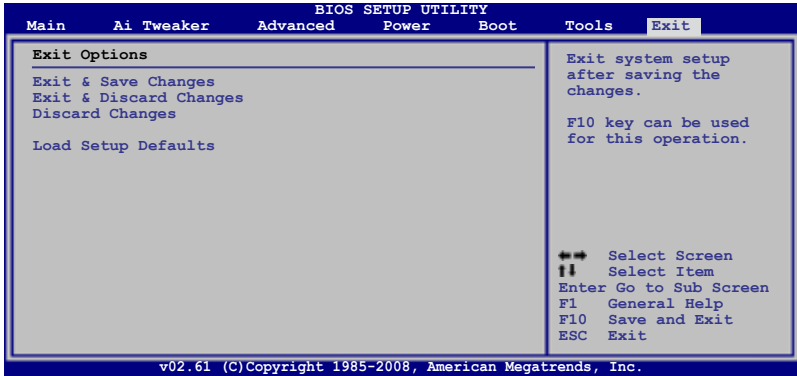 BIOS SETUP UTILITY
Main Ai Tweaker Advanced Power Boot Tools Exit
Exit Options
Exit & Save Changes
Exit & Discard Changes
Discard Changes
Load Setup Defaults
Exit system setup
after saving the
changes.
F10 key can be used
for this operation.
Select Screen
Select Item
Enter Go to Sub Screen
F1 General Help
F10 Save and Exit
ESC Exit
v02.61 (C)Copyright 1985-2008, American Megatrends, Inc.